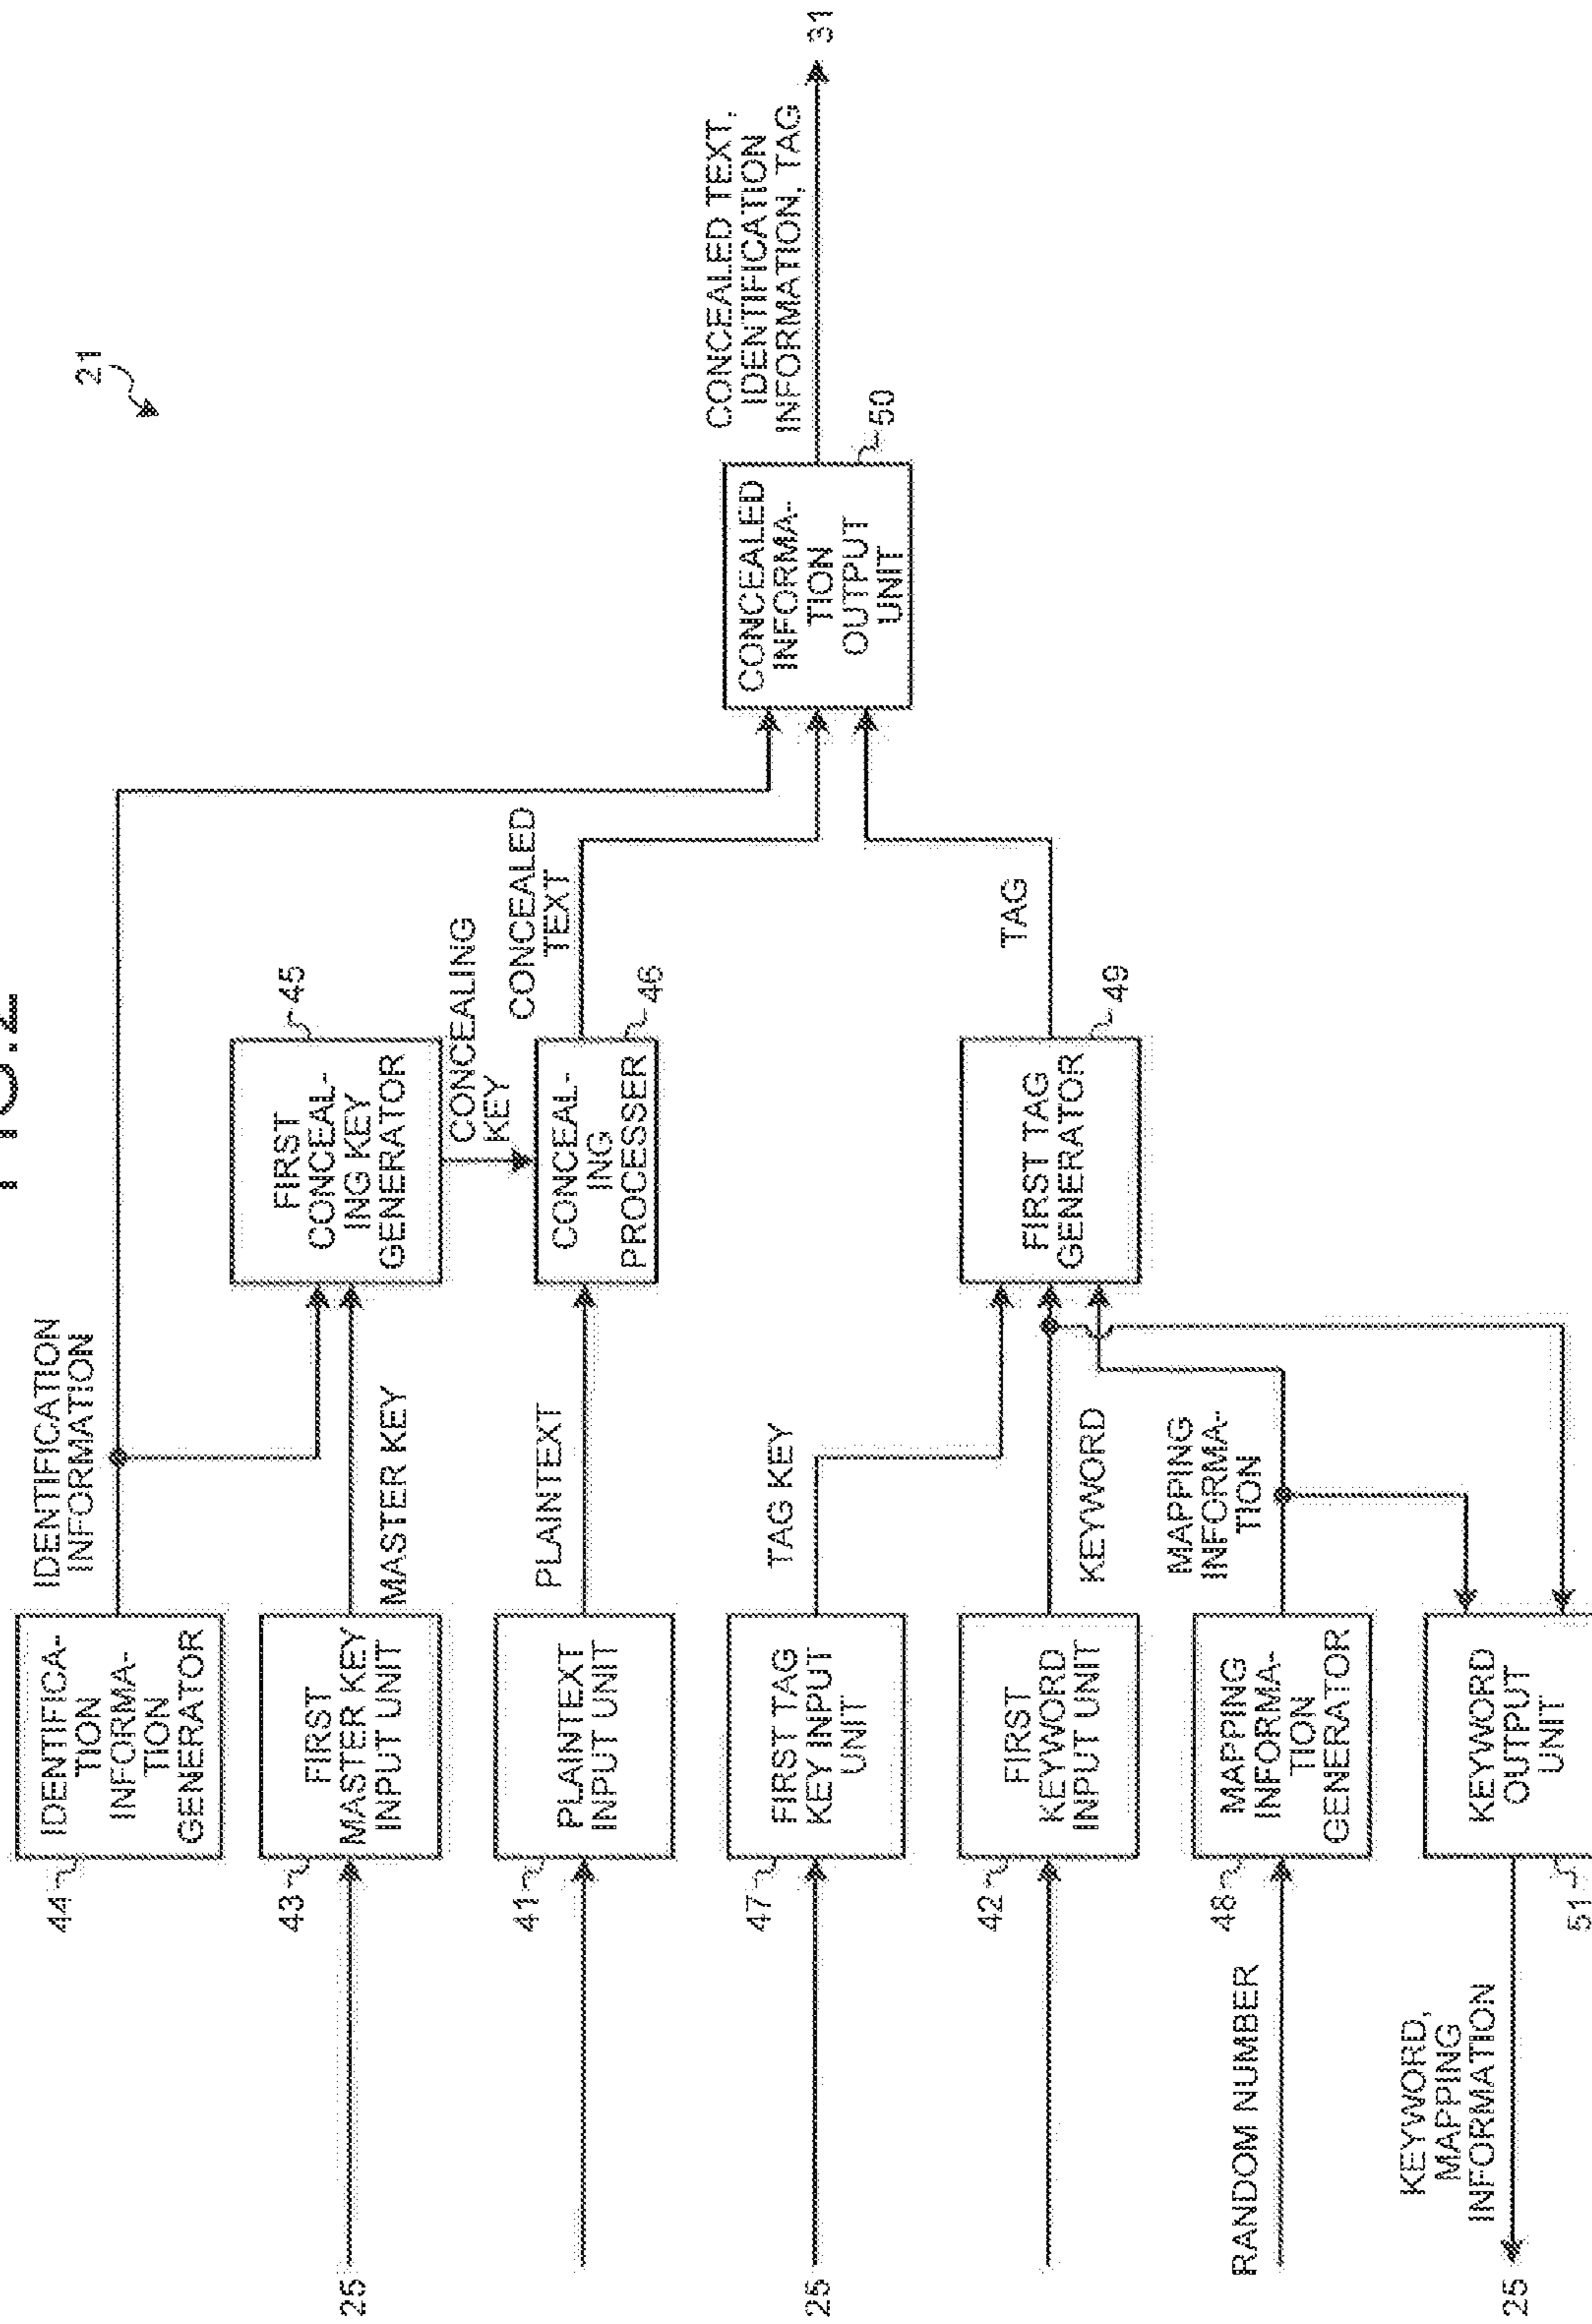 21
44
IDENTIFICA-
TION
INFORMA-
TION
GENERATOR
IDENTIFICATION
INFORMATION
25
43
FIRST
MASTER KEY
INPUT UNIT
MASTER KEY
FIRST
CONCEAL-
ING KEY
GENERATOR
45
CONCEALING
KEY
41
PLAINTEXT
INPUT UNIT
PLAINTEXT
CONCEAL-
ING
PROCESSER
46
CONCEALED
TEXT
25
47
FIRST TAG
KEY INPUT
UNIT
TAG KEY
42
FIRST
KEYWORD
INPUT UNIT
KEYWORD
FIRST TAG
GENERATOR
49
TAG
CONCEALED
INFORMA-
TION
OUTPUT
UNIT
50
CONCEALED TEXT,
IDENTIFICATION
INFORMATION, TAG
31
RANDOM NUMBER
48
MAPPING
INFORMA-
TION
GENERATOR
MAPPING
INFORMA-
TION
25
KEYWORD,
MAPPING
INFORMATION
51
KEYWORD
OUTPUT
UNIT